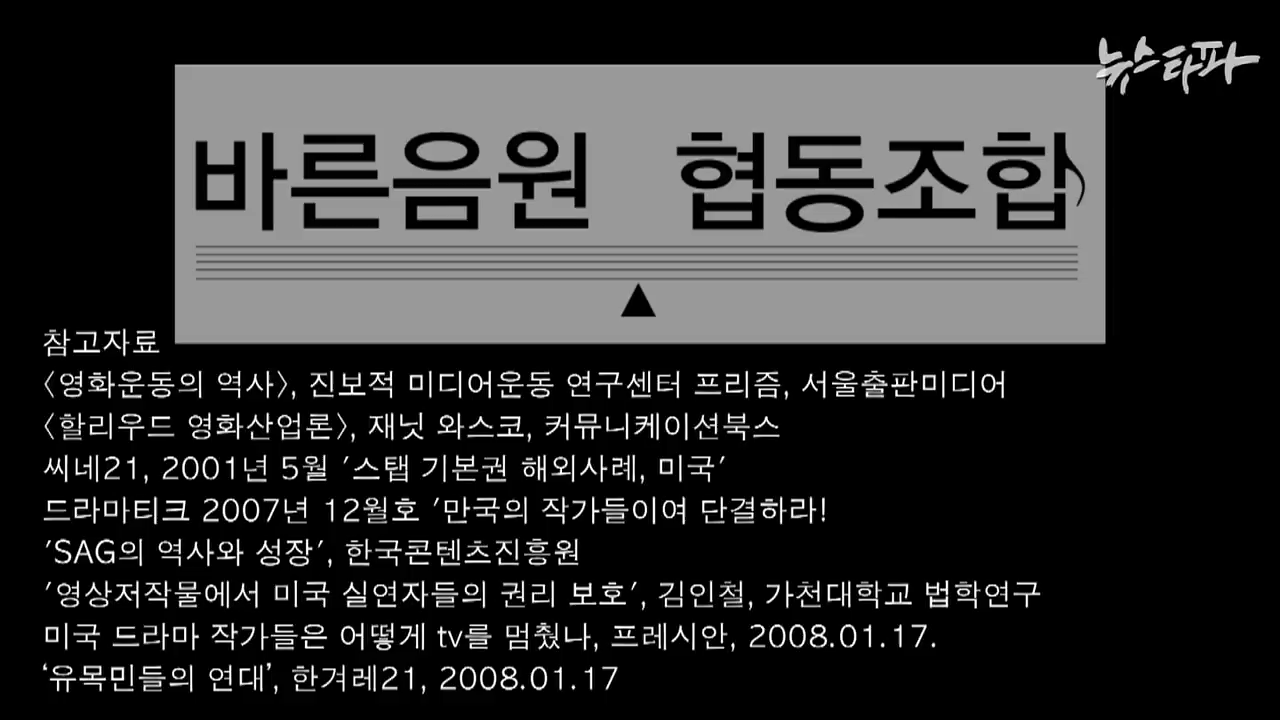 뉴스타파
바른음원 협동조합
참고자료
〈영화운동의 역사〉, 진보적 미디어운동 연구센터 프리즘, 서울출판미디어
〈할리우드 영화산업론〉, 재닛 와스코, 커뮤니케이션북스
씨네21, 2001년 5월 '스탭 기본권 해외사례, 미국'
드라마티크 2007년 12월호 '만국의 작가들이여 단결하라!
'SAG의 역사와 성장', 한국콘텐츠진흥원
'영상저작물에서 미국 실연자들의 권리 보호', 김인철, 가천대학교 법학연구
미국 드라마 작가들은 어떻게 tv를 멈췄나, 프레시안, 2008.01.17.
‘유목민들의 연대’, 한겨레21, 2008.01.17